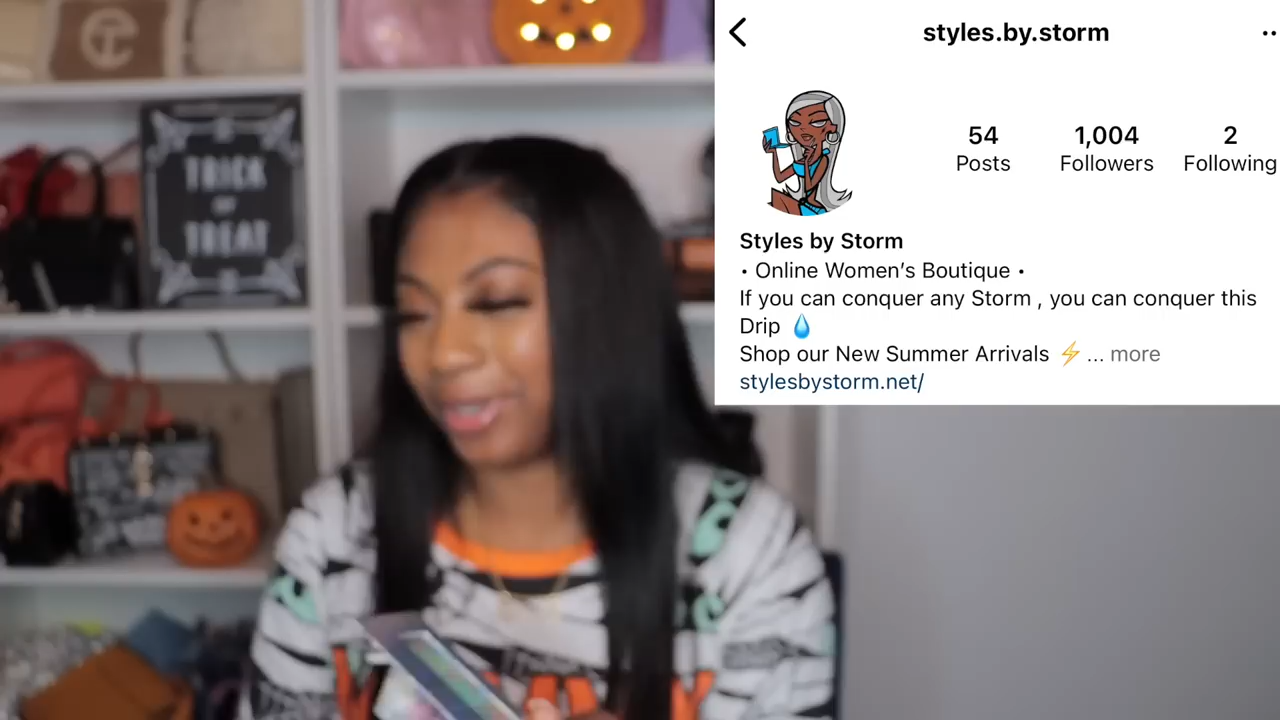 styles.by.storm
54
1,004
2
Posts
Followers
Following
Styles by Storm
• Online Women’s Boutique •
If you can conquer any Storm , you can conquer this
Drip 💧
Shop our New Summer Arrivals ⚡ ... more
stylesbystorm.net/
TRICK
or
TREAT